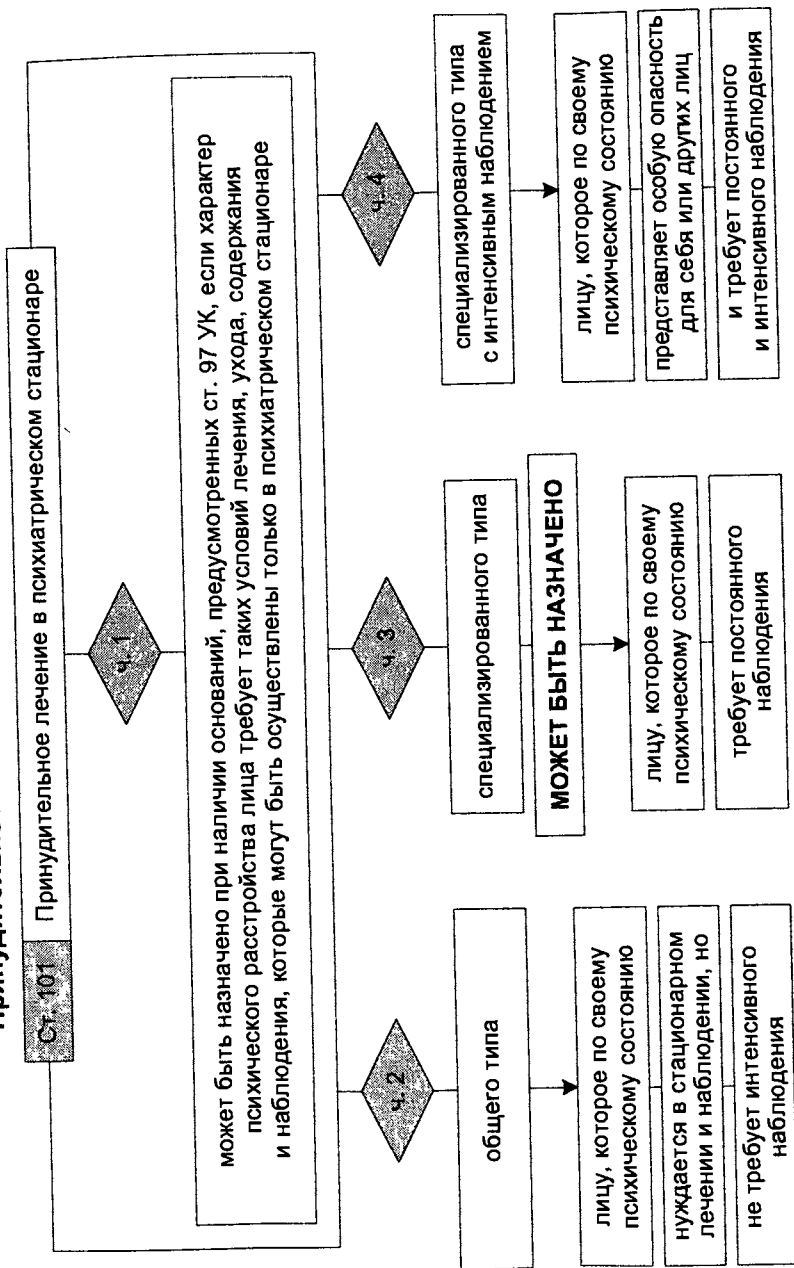 Ст. 101
Принудительное лечение в психиатрическом стационаре
ч. 1
может быть назначено при наличии оснований, предусмотренных ст. 97 УК, если характер
психического расстройства лица требует таких условий лечения, ухода, содержания
и наблюдения, которые могут быть осуществлены только в психиатрическом стационаре
ч. 2
общего типа
лицу, которое по своему
психическому состоянию
нуждается в стационарном
лечении и наблюдении, но
не требует интенсивного
наблюдения
ч. 3
специализированного типа
МОЖЕТ БЫТЬ НАЗНАЧЕНО
лицу, которое по своему
психическому состоянию
требует постоянного
наблюдения
ч. 4
специализированного типа
с интенсивным наблюдением
лицу, которое по своему
психическому состоянию
представляет особую опасность
для себя или других лиц
и требует постоянного
и интенсивного наблюдения